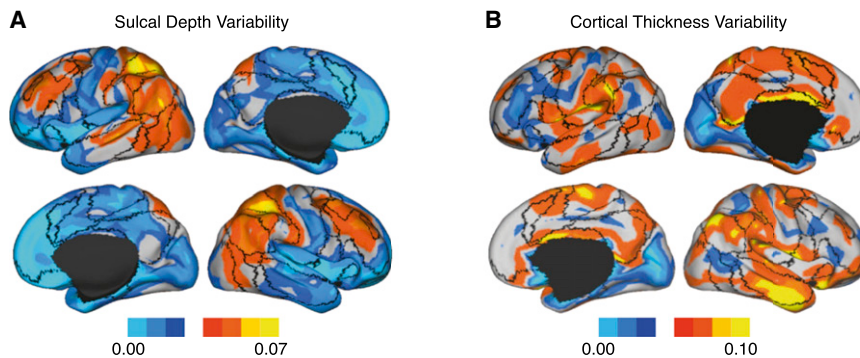 A
Sulcal Depth Variability
B
Cortical Thickness Variability
0.00
0.07
0.00
0.10